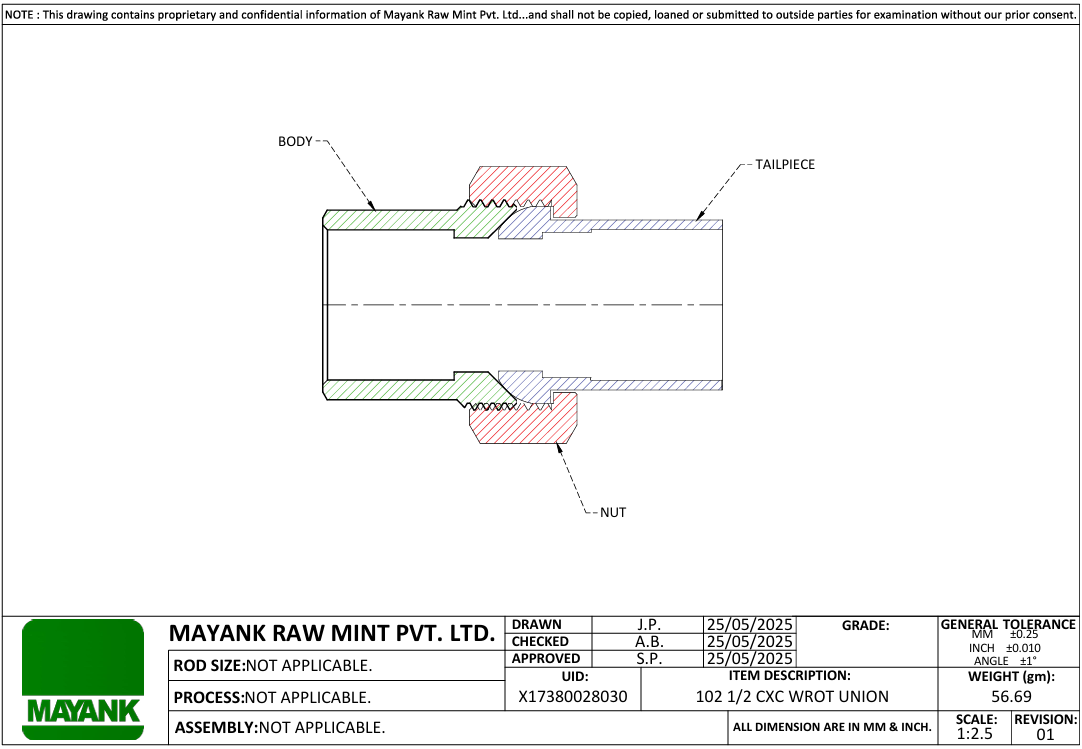 NOTE : This drawing contains proprietary and confidential information of Mayank Raw Mint Pvt. Ltd...and shall not be copied, loaned or submitted to outside parties for examination without our prior consent.
BODY
TAILPIECE
NUT
MAYANK
MAYANK RAW MINT PVT. LTD.
ROD SIZE:NOT APPLICABLE.
PROCESS:NOT APPLICABLE.
ASSEMBLY:NOT APPLICABLE.
DRAWN J.P. 25/05/2025
CHECKED A.B. 25/05/2025
APPROVED S.P. 25/05/2025
GRADE:
GENERAL TOLERANCE
MM ±0.25
INCH ±0.010
ANGLE ±1°
UID:
X17380028030
ITEM DESCRIPTION:
102 1/2 CXC WROT UNION
WEIGHT (gm):
56.69
ALL DIMENSION ARE IN MM & INCH.
SCALE:
1:2.5
REVISION:
01